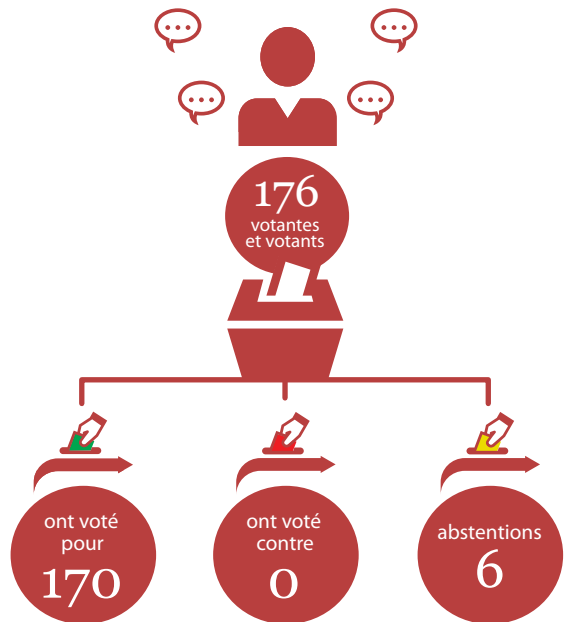 176
votantes
et votants
ont voté
pour
170
ont voté
contre
0
abstentions
6